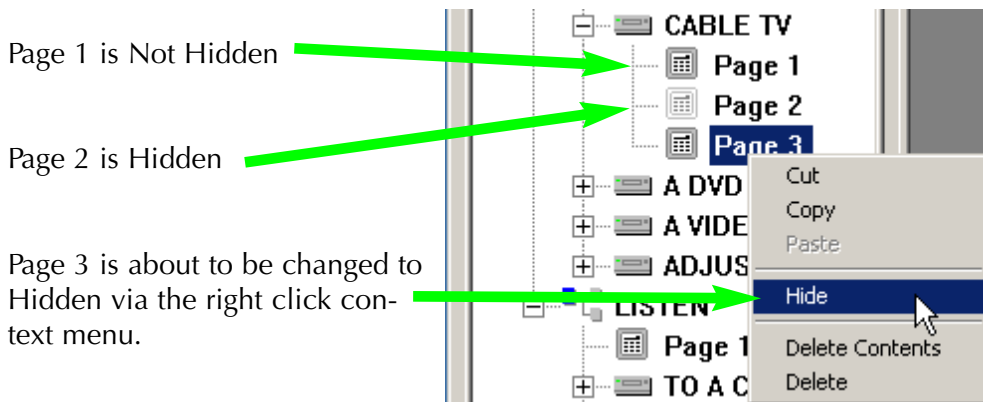 CABLE TV
Page 1 is Not Hidden
Page 1
Page 2
Page 2 is Hidden
Page 3
Cut
A DVD
Copy
A VIDE
Paste
Page 3 is about to be changed to
ADJUS
Hidden via the right click con-
Hide
LISTEN
text menu.
Page 1
Delete Contents
TO A C
Delete